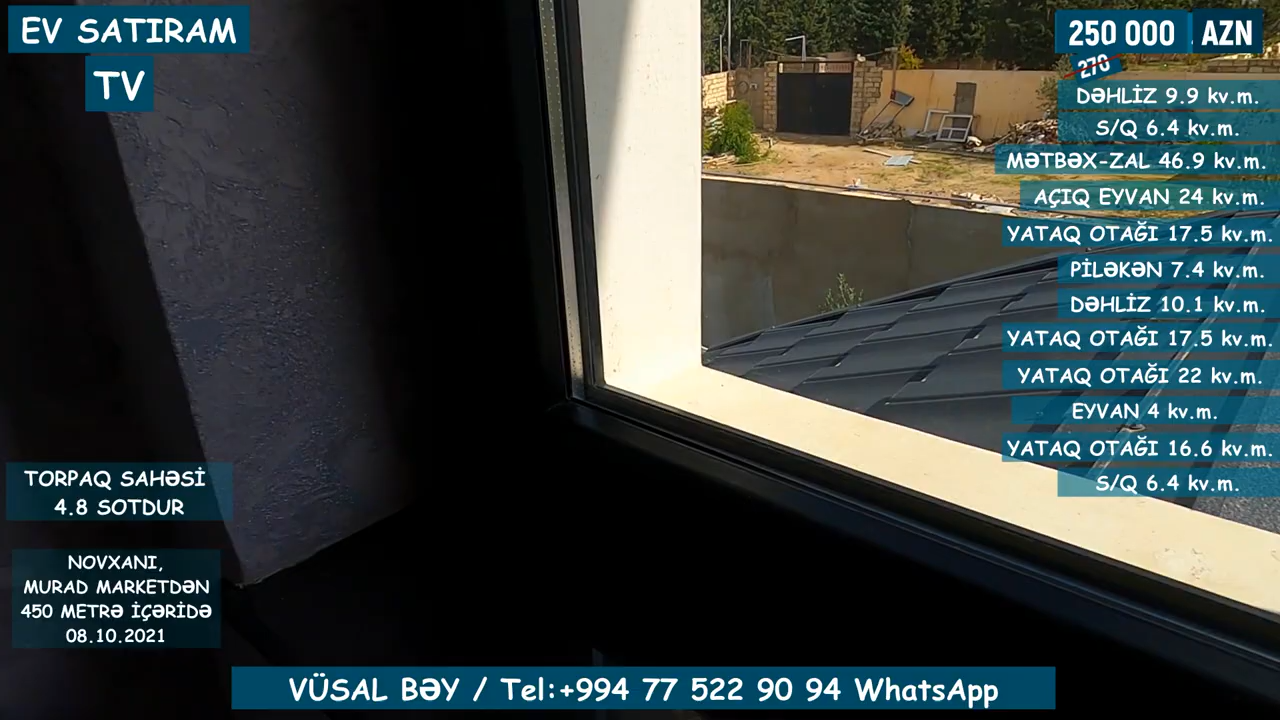 EV SATIRAM
TV
250 000 AZN
270
DƏHLİZ 9.9 kv.m.
S/Q 6.4 kv.m.
MƏTBƏX-ZAL 46.9 kv.m.
AÇIQ EYVAN 24 kv.m.
YATAQ OTAĞI 17.5 kv.m.
PİLƏKƏN 7.4 kv.m.
DƏHLİZ 10.1 kv.m.
YATAQ OTAĞI 17.5 kv.m.
YATAQ OTAĞI 22 kv.m.
EYVAN 4 kv.m.
YATAQ OTAĞI 16.6 kv.m.
S/Q 6.4 kv.m.
TORPAQ SAHƏSİ
4.8 SOTDUR
NOVXANI,
MURAD MARKETDƏN
450 METRƏ İÇƏRİDƏ
08.10.2021
VÜSAL BƏY / Tel:+994 77 522 90 94 WhatsApp